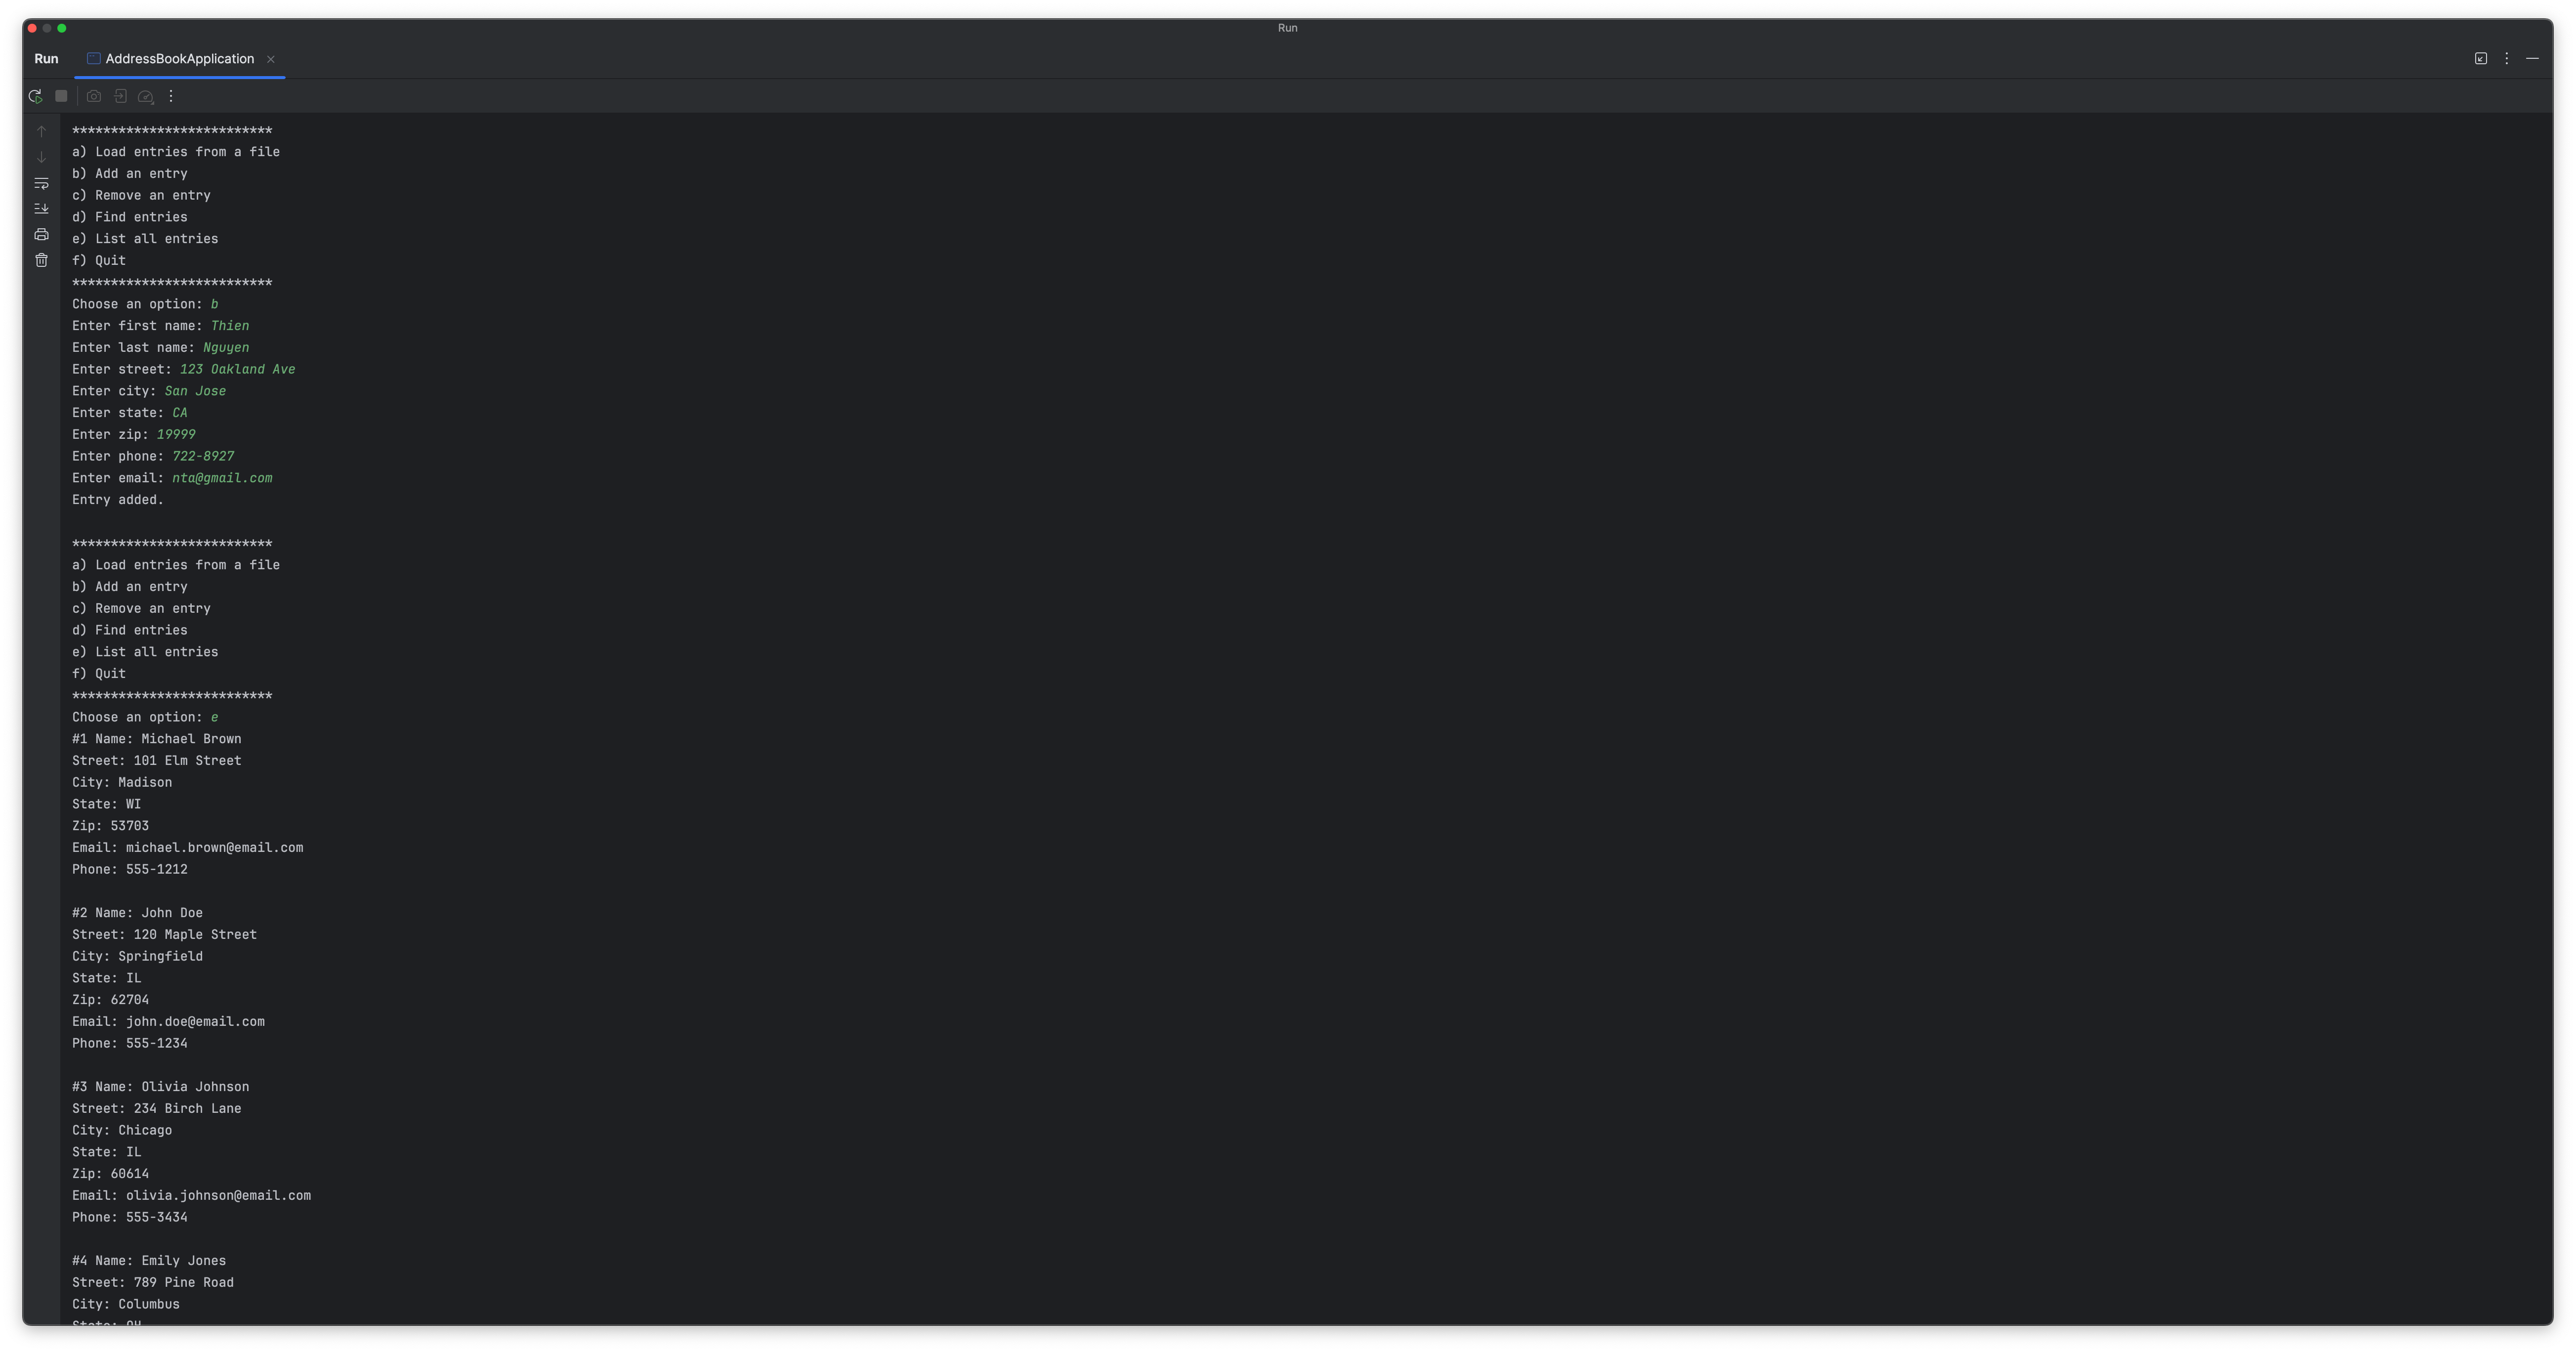 Run
Run
AddressBookApplication
**************************
a) Load entries from a file
b) Add an entry
c) Remove an entry
d) Find entries
e) List all entries
f) Quit
**************************
Choose an option: b
Enter first name: Thien
Enter last name: Nguyen
Enter street: 123 Oakland Ave
Enter city: San Jose
Enter state: CA
Enter zip: 19999
Enter phone: 722-8927
Enter email: nta@gmail.com
Entry added.
**************************
a) Load entries from a file
b) Add an entry
c) Remove an entry
d) Find entries
e) List all entries
f) Quit
**************************
Choose an option: e
#1 Name: Michael Brown
Street: 101 Elm Street
City: Madison
State: WI
Zip: 53703
Email: michael.brown@email.com
Phone: 555-1212
#2 Name: John Doe
Street: 120 Maple Street
City: Springfield
State: IL
Zip: 62704
Email: john.doe@email.com
Phone: 555-1234
#3 Name: Olivia Johnson
Street: 234 Birch Lane
City: Chicago
State: IL
Zip: 60614
Email: olivia.johnson@email.com
Phone: 555-3434
#4 Name: Emily Jones
Street: 789 Pine Road
City: Columbus
State: OH